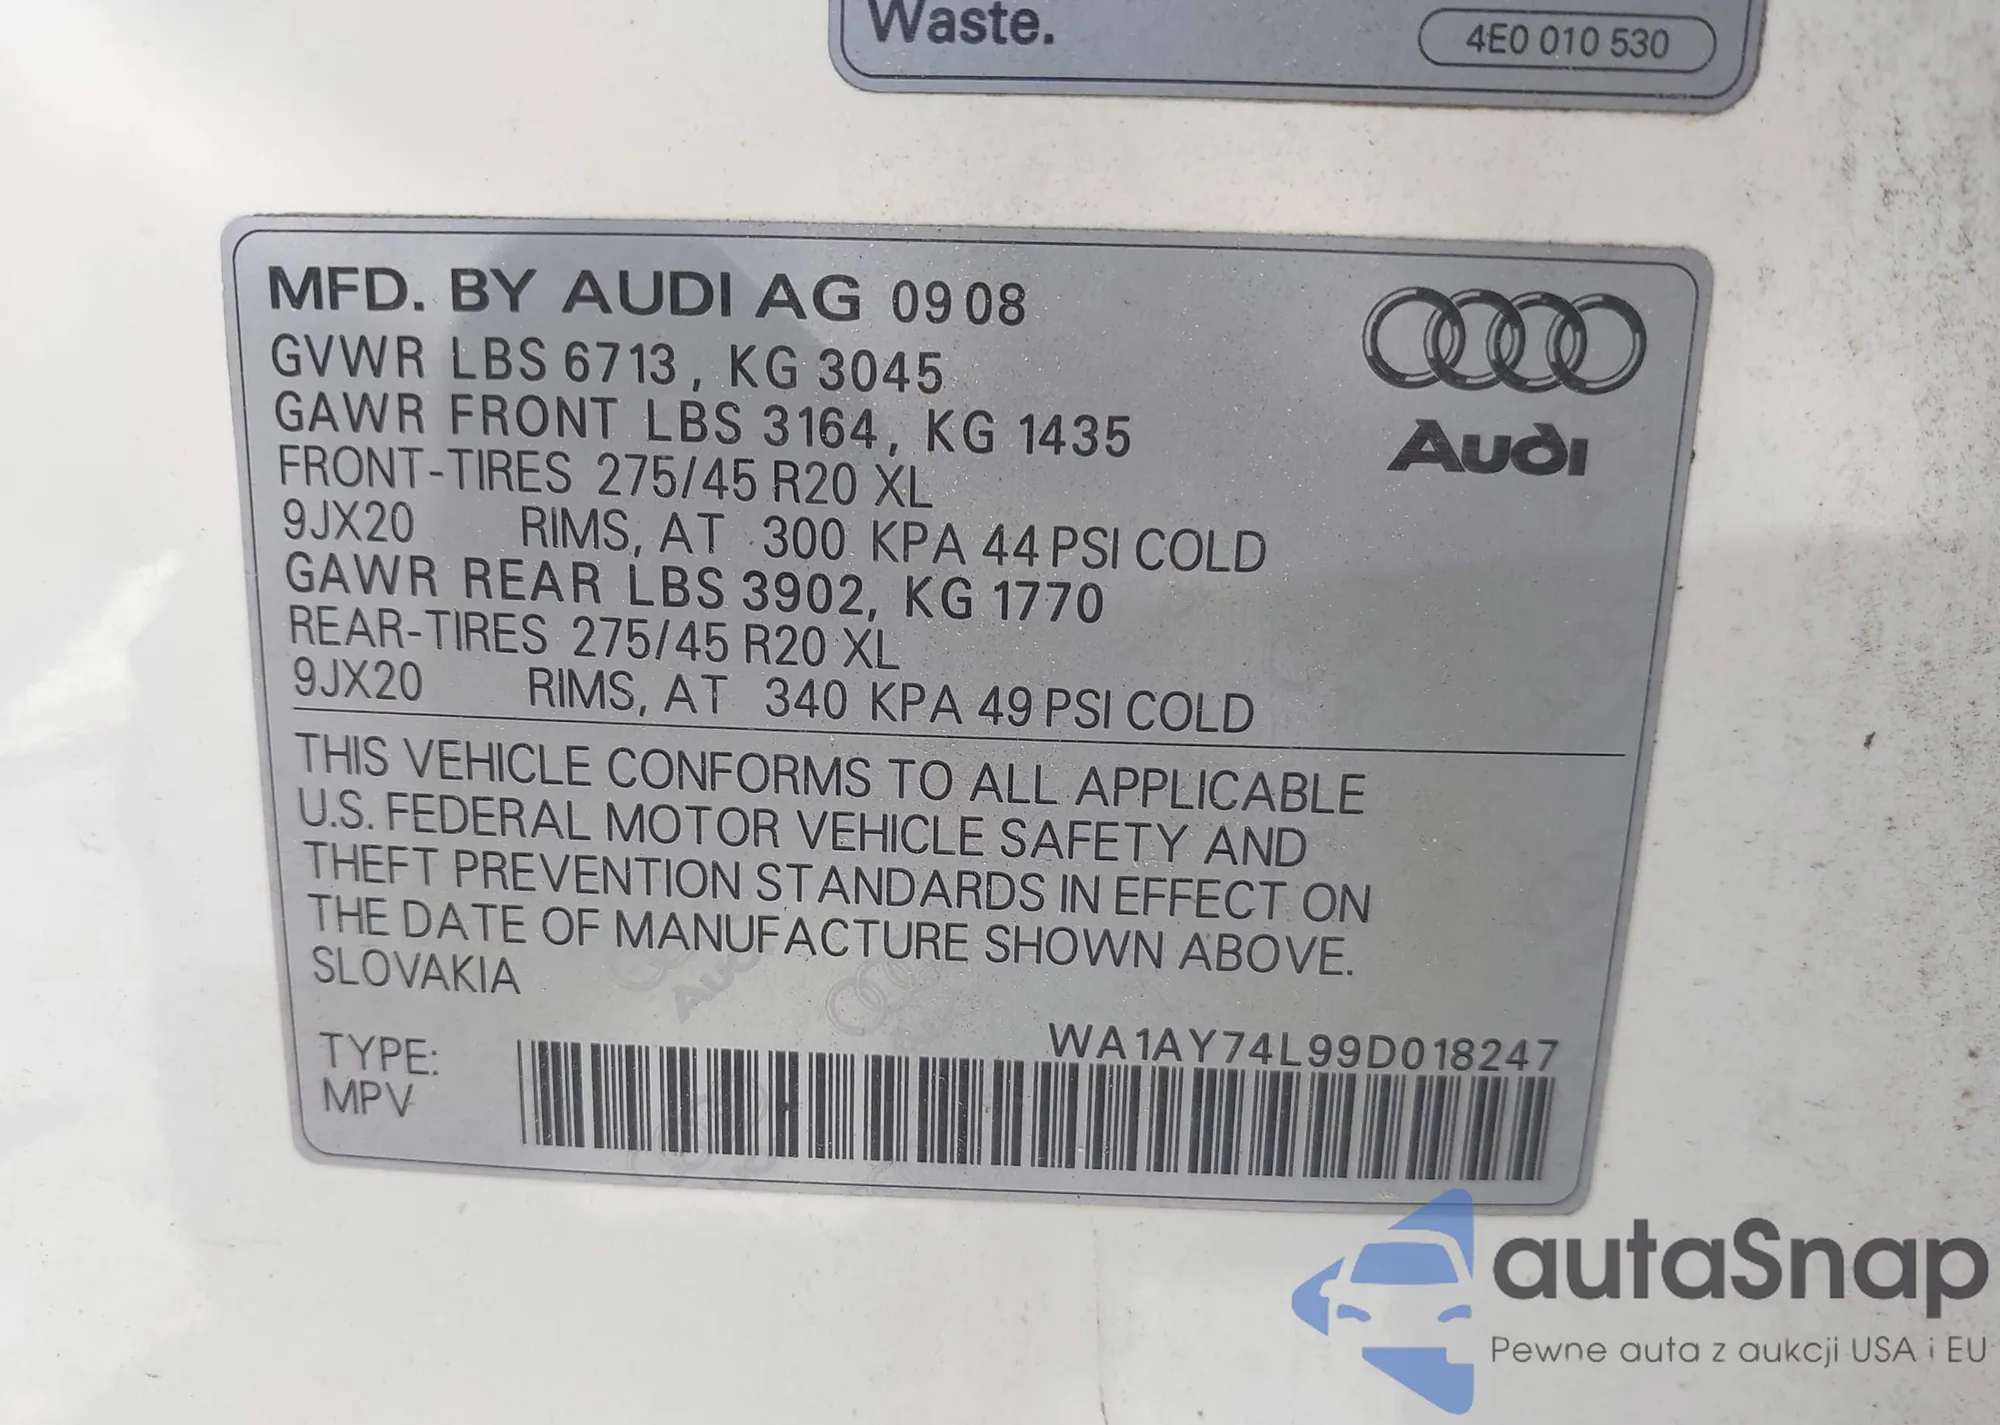 Waste.
4E0 010 530
MFD. BY AUDI AG 09 08
GVWR LBS 6713, KG 3045
GAWR FRONT LBS 3164, KG 1435
FRONT-TIRES 275/45 R20 XL
9JX20 RIMS, AT 300 KPA 44 PSI COLD
GAWR REAR LBS 3902, KG 1770
REAR-TIRES 275/45 R20 XL
9JX20 RIMS, AT 340 KPA 49 PSI COLD
Audi
THIS VEHICLE CONFORMS TO ALL APPLICABLE
U.S. FEDERAL MOTOR VEHICLE SAFETY AND
THEFT PREVENTION STANDARDS IN EFFECT ON
THE DATE OF MANUFACTURE SHOWN ABOVE.
SLOVAKIA
TYPE:
MPV
WA1AY74L99D018247
autaSnap
Pewne auta z aukcji USA i EU